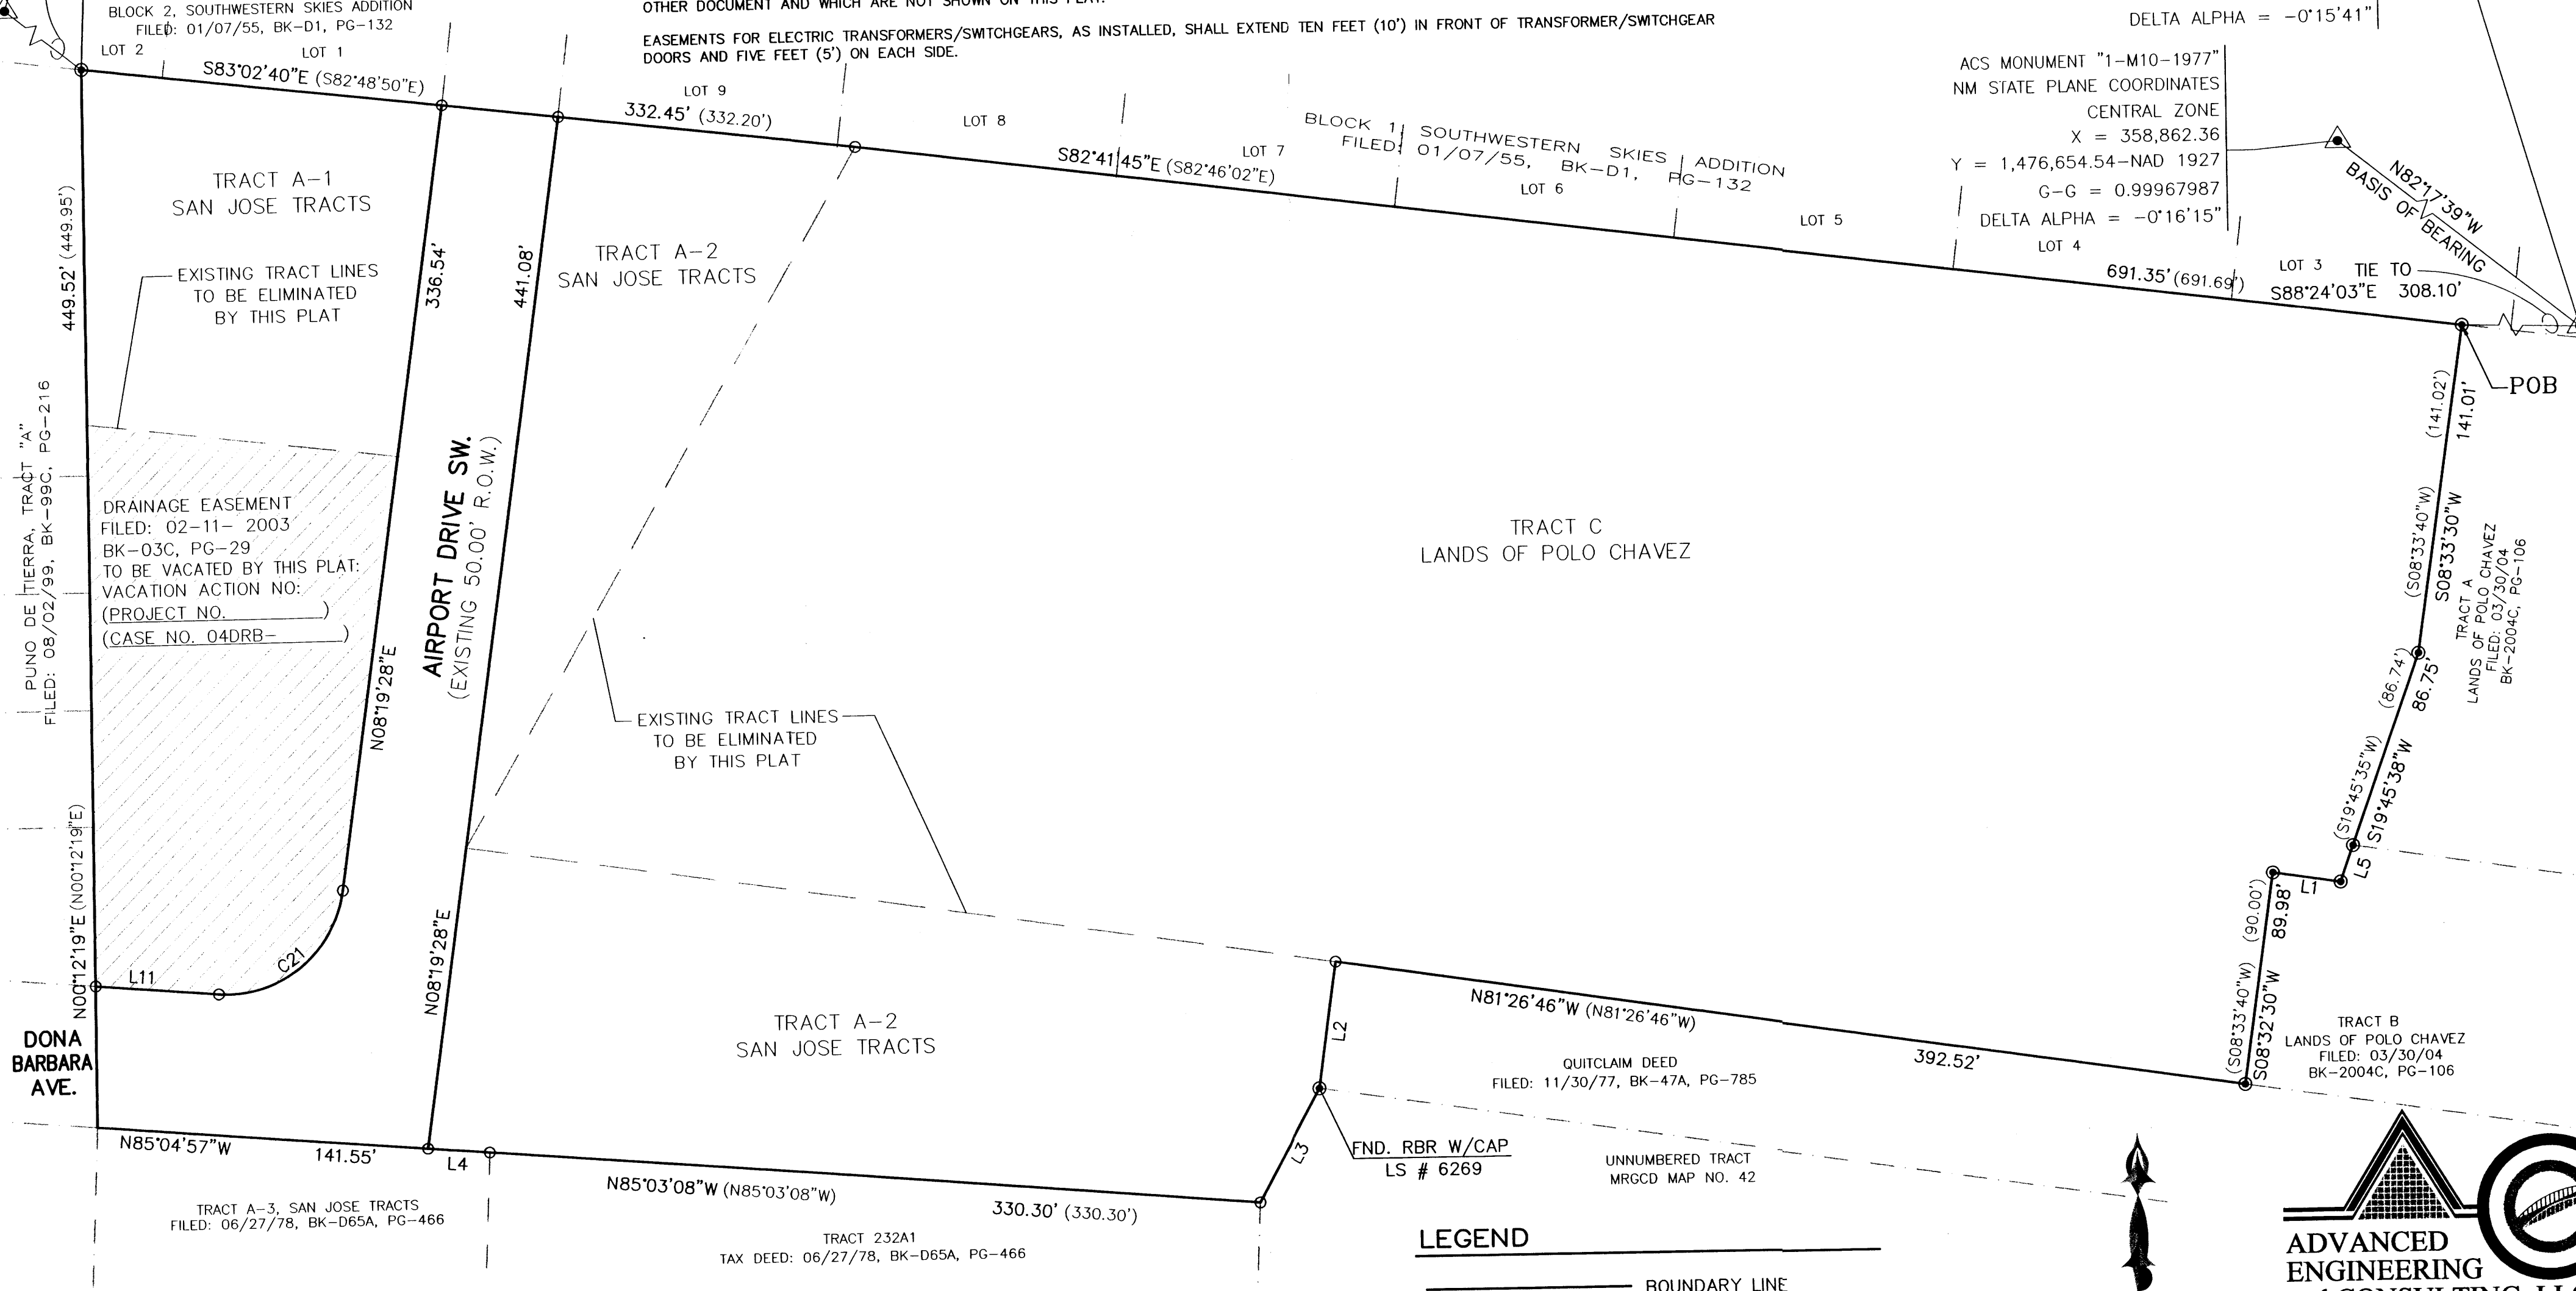 BLOCK 2, SOUTHWESTERN SKIES ADDITION
FILED: 01/07/55, BK-D1, PG-132
LOT 2
LOT 1
S83°02'40"E (S82°48'50"E)
OTHER DOCUMENT AND WHICH ARE NOT SHOWN ON THIS PLAT.
EASEMENTS FOR ELECTRIC TRANSFORMERS/SWITCHGEARS, AS INSTALLED, SHALL EXTEND TEN FEET (10') IN FRONT OF TRANSFORMER/SWITCHGEAR
DOORS AND FIVE FEET (5') ON EACH SIDE.
LOT 9
332.45' (332.20')
LOT 8
S82°41'45"E (S82°46'02"E)
LOT 7
BLOCK 1, SOUTHWESTERN SKIES ADDITION
FILED: 01/07/55, BK-D1, PG-132
LOT 6
LOT 5
DELTA ALPHA = -0°15'41"
ACS MONUMENT "1-M10-1977"
NM STATE PLANE COORDINATES
CENTRAL ZONE
X = 358,862.36
Y = 1,476,654.54-NAD 1927
G-G = 0.99967987
DELTA ALPHA = -0°16'15"
LOT 4
N82°17'39"W
BASIS OF BEARING
691.35' (691.69')
LOT 3
TIE TO
S88°24'03"E 308.10'
POB
TRACT A-1
SAN JOSE TRACTS
EXISTING TRACT LINES
TO BE ELIMINATED
BY THIS PLAT
449.52' (449.95')
336.54'
441.08'
TRACT A-2
SAN JOSE TRACTS
PUNO DE TIERRA, TRACT "A"
FILED: 08/02/99, BK-99C, PG-216
DRAINAGE EASEMENT
FILED: 02-11- 2003
BK-03C, PG-29
TO BE VACATED BY THIS PLAT:
VACATION ACTION NO:
(PROJECT NO. )
(CASE NO. 04DRB- )
N08°19'28"E
AIRPORT DRIVE SW.
(EXISTING 50.00' R.O.W.)
TRACT C
LANDS OF POLO CHAVEZ
(141.02')
141.01'
(S08°33'40"W)
S08°33'30"W
TRACT A
LANDS OF POLO CHAVEZ
FILED: 03/30/04
BK-2004C, PG-106
(86.74')
86.75'
(S19°45'35"W)
S19°45'38"W
EXISTING TRACT LINES
TO BE ELIMINATED
BY THIS PLAT
N00°12'19"E (N00°12'19"E)
L11
C21
N08°19'28"E
L5
L1
(90.00')
89.98'
(S08°33'40"W)
S08°32'30"W
DONA
BARBARA
AVE.
TRACT A-2
SAN JOSE TRACTS
L2
N81°26'46"W (N81°26'46"W)
392.52'
QUITCLAIM DEED
FILED: 11/30/77, BK-47A, PG-785
TRACT B
LANDS OF POLO CHAVEZ
FILED: 03/30/04
BK-2004C, PG-106
N85°04'57"W
141.55'
L4
N85°03'08"W (N85°03'08"W)
330.30' (330.30')
L3
FND. RBR W/CAP
LS # 6269
UNNUMBERED TRACT
MRGCD MAP NO. 42
TRACT A-3, SAN JOSE TRACTS
FILED: 06/27/78, BK-D65A, PG-466
TRACT 232A1
TAX DEED: 06/27/78, BK-D65A, PG-466
LEGEND
BOUNDARY LINE
ADVANCED
ENGINEERING
CONSULTING, LLC